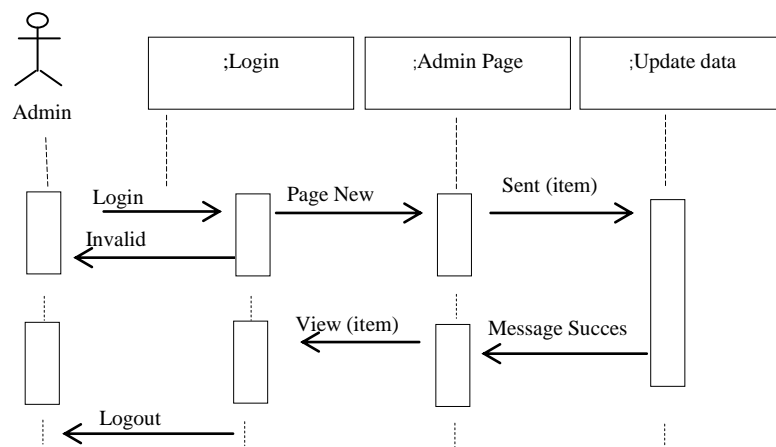 ;Login
;Admin Page
;Update data
Admin
Login
Page New
Sent (item)
Invalid
View (item)
Message Succes
Logout